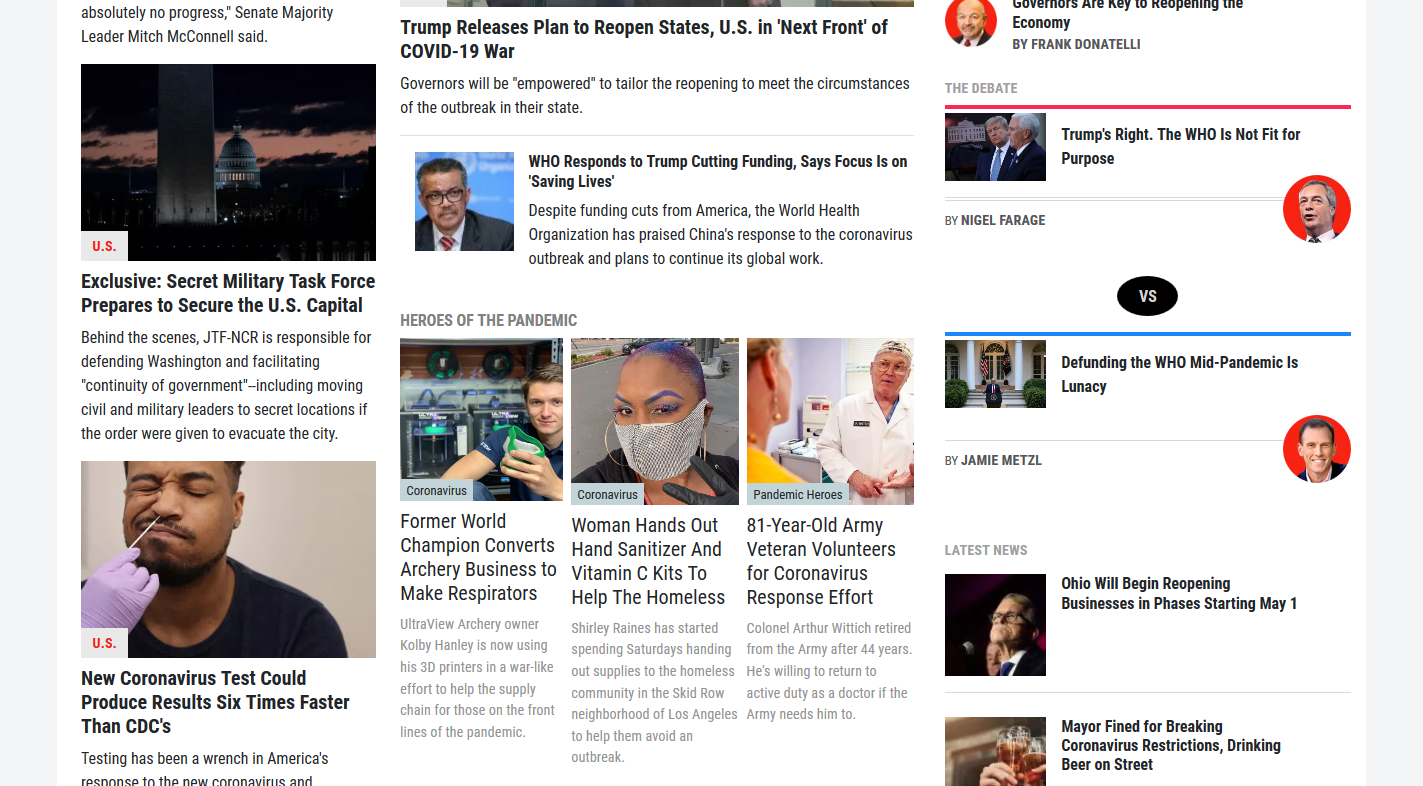 absolutely no progress," Senate Majority
Leader Mitch McConnell said.
U.S.
Exclusive: Secret Military Task Force
Prepares to Secure the U.S. Capital
Behind the scenes, JTF-NCR is responsible for
defending Washington and facilitating
"continuity of government"—including moving
civil and military leaders to secret locations if
the order were given to evacuate the city.
U.S.
New Coronavirus Test Could
Produce Results Six Times Faster
Than CDC's
Testing has been a wrench in America's
response to the new coronavirus and
Trump Releases Plan to Reopen States, U.S. in 'Next Front' of
COVID-19 War
Governors will be "empowered" to tailor the reopening to meet the circumstances
of the outbreak in their state.
WHO Responds to Trump Cutting Funding, Says Focus Is on
'Saving Lives'
Despite funding cuts from America, the World Health
Organization has praised China's response to the coronavirus
outbreak and plans to continue its global work.
HEROES OF THE PANDEMIC
Coronavirus
Former World
Champion Converts
Archery Business to
Make Respirators
UltraView Archery owner
Kolby Hanley is now using
his 3D printers in a war-like
effort to help the supply
chain for those on the front
lines of the pandemic.
Coronavirus
Woman Hands Out
Hand Sanitizer And
Vitamin C Kits To
Help The Homeless
Shirley Raines has started
spending Saturdays handing
out supplies to the homeless
community in the Skid Row
neighborhood of Los Angeles
to help them avoid an
outbreak.
Pandemic Heroes
81-Year-Old Army
Veteran Volunteers
for Coronavirus
Response Effort
Colonel Arthur Wittich retired
from the Army after 44 years.
He's willing to return to
active duty as a doctor if the
Army needs him to.
Governors Are Key to Reopening the
Economy
BY FRANK DONATELLI
THE DEBATE
Trump's Right. The WHO Is Not Fit for
Purpose
BY NIGEL FARAGE
VS
Defunding the WHO Mid-Pandemic Is
Lunacy
BY JAMIE METZL
LATEST NEWS
Ohio Will Begin Reopening
Businesses in Phases Starting May 1
Mayor Fined for Breaking
Coronavirus Restrictions, Drinking
Beer on Street